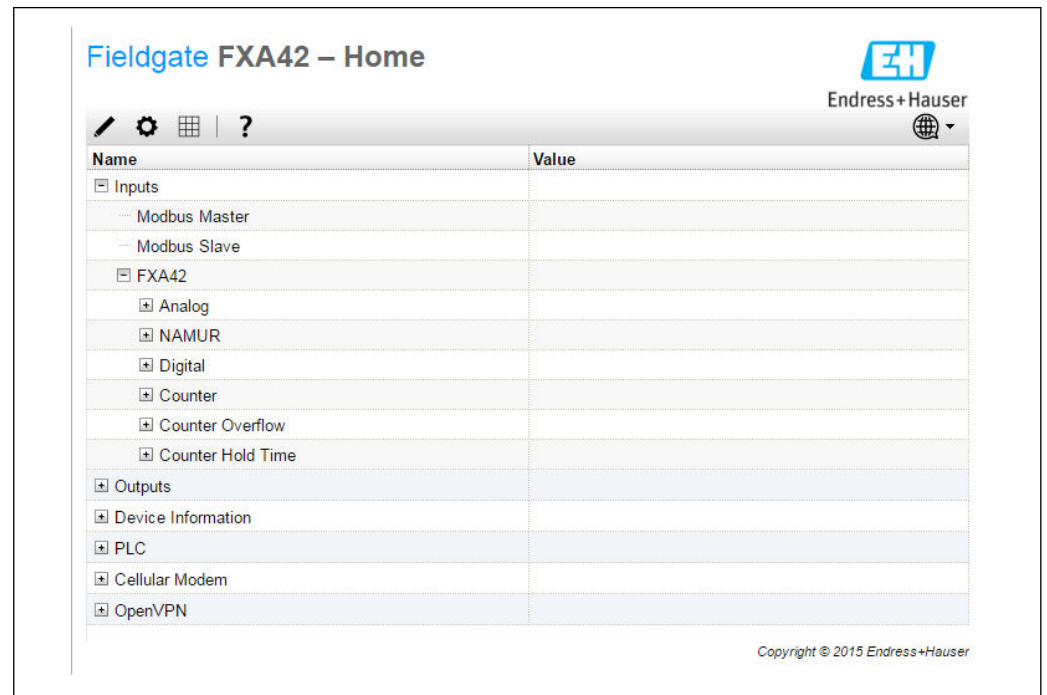 Fieldgate FXA42 – Home
EH
Endress+Hauser
?
Name Value
Inputs
Modbus Master
Modbus Slave
FXA42
Analog
NAMUR
Digital
Counter
Counter Overflow
Counter Hold Time
Outputs
Device Information
PLC
Cellular Modem
OpenVPN
Copyright © 2015 Endress+Hauser